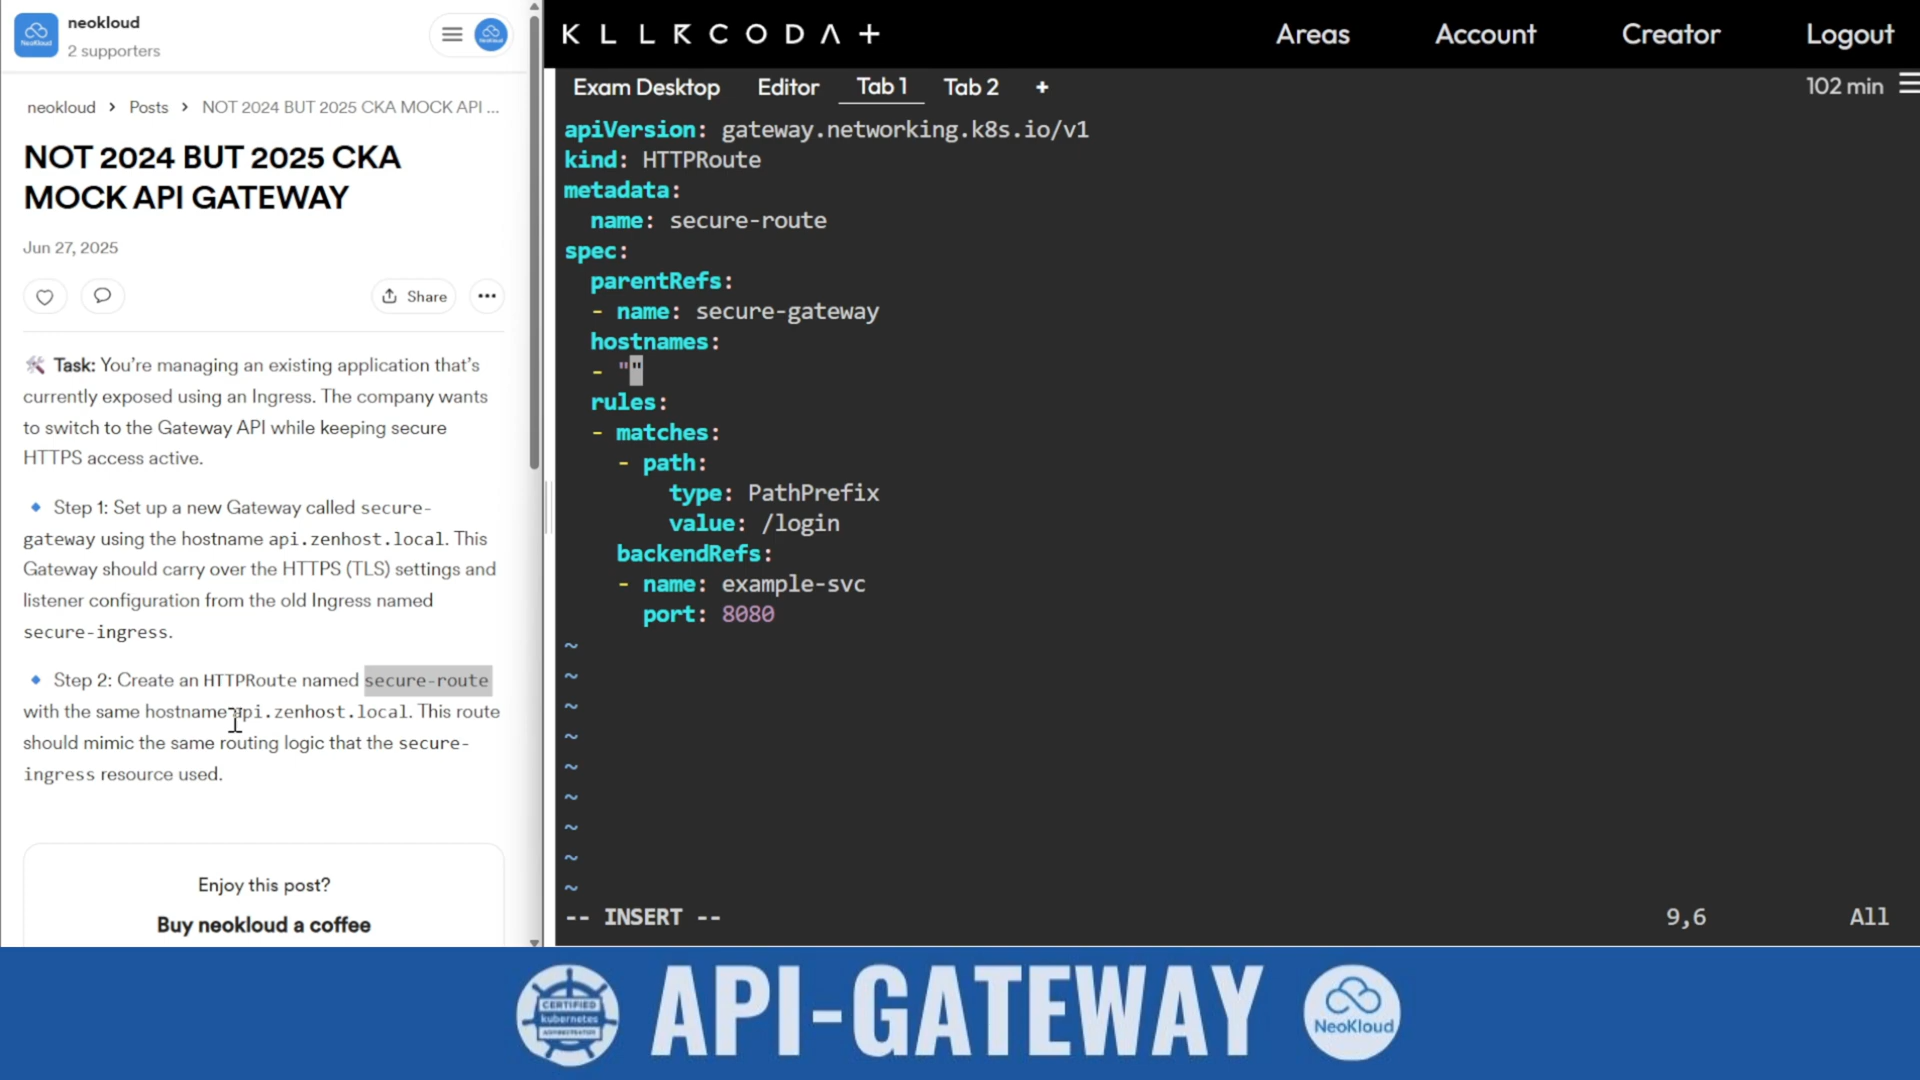 neokloud
2 supporters
neokloud > Posts > NOT 2024 BUT 2025 CKA MOCK API ...
NOT 2024 BUT 2025 CKA
MOCK API GATEWAY
Jun 27, 2025
Share
Task: You're managing an existing application that's
currently exposed using an Ingress. The company wants
to switch to the Gateway API while keeping secure
HTTPS access active.
Step 1: Set up a new Gateway called secure-
gateway using the hostname api.zenhost.local. This
Gateway should carry over the HTTPS (TLS) settings and
listener configuration from the old Ingress named
secure-ingress.
Step 2: Create an HTTPRoute named secure-route
with the same hostname api.zenhost.local. This route
should mimic the same routing logic that the secure-
ingress resource used.
Enjoy this post?
Buy neokloud a coffee
KLLRCODA+
Areas Account Creator Logout
Exam Desktop Editor Tab 1 Tab 2 + 102 min
apiVersion: gateway.networking.k8s.io/v1
kind: HTTPRoute
metadata:
  name: secure-route
spec:
  parentRefs:
  - name: secure-gateway
  hostnames:
  - ""
  rules:
  - matches:
    - path:
        type: PathPrefix
        value: /login
    backendRefs:
    - name: example-svc
      port: 8080
~
~
~
~
~
~
~
~
~
-- INSERT -- 9,6 All
CERTIFIED
kubernetes
ADMINISTRATOR
API-GATEWAY
NeoKloud